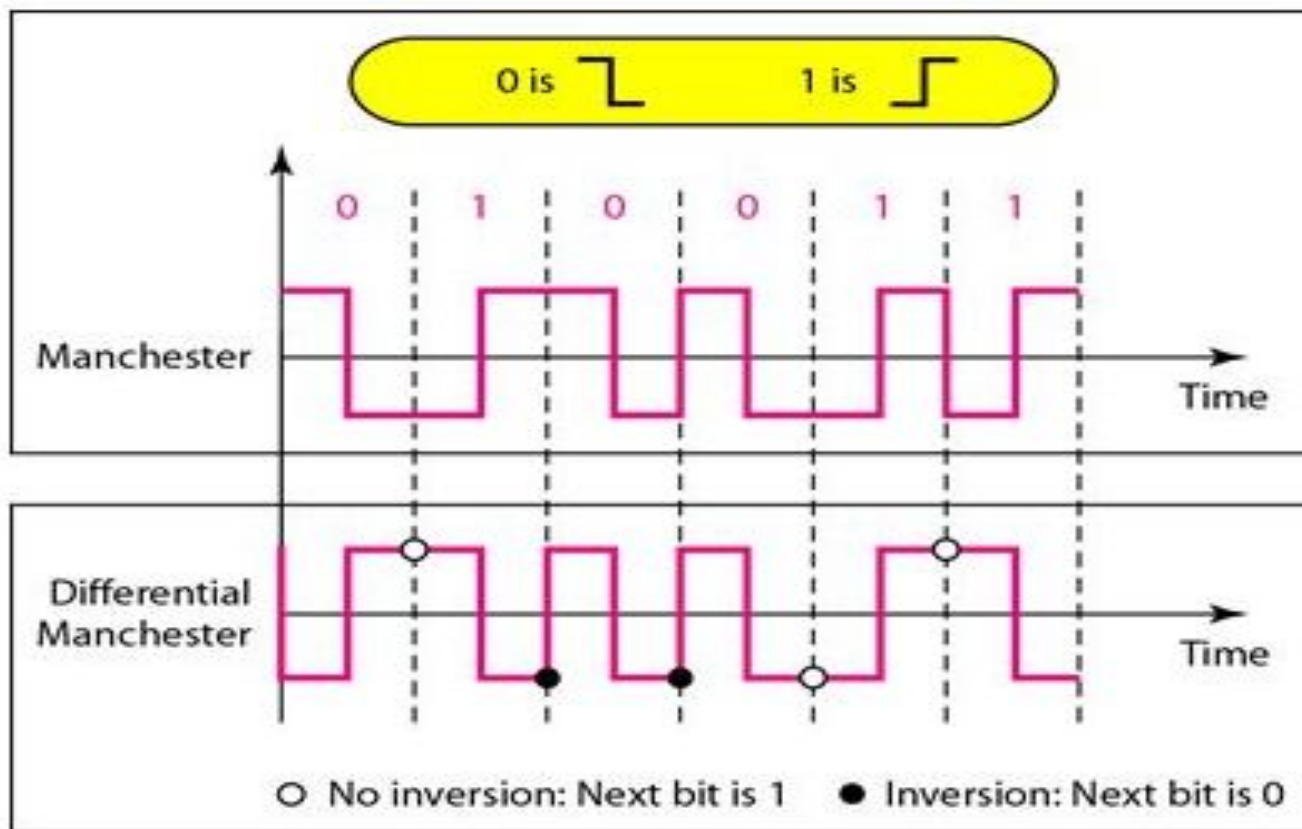 0 is 1 is
0 1 0 0 1 1
Manchester
Time
Differential
Manchester
Time
No inversion: Next bit is 1 Inversion: Next bit is 0